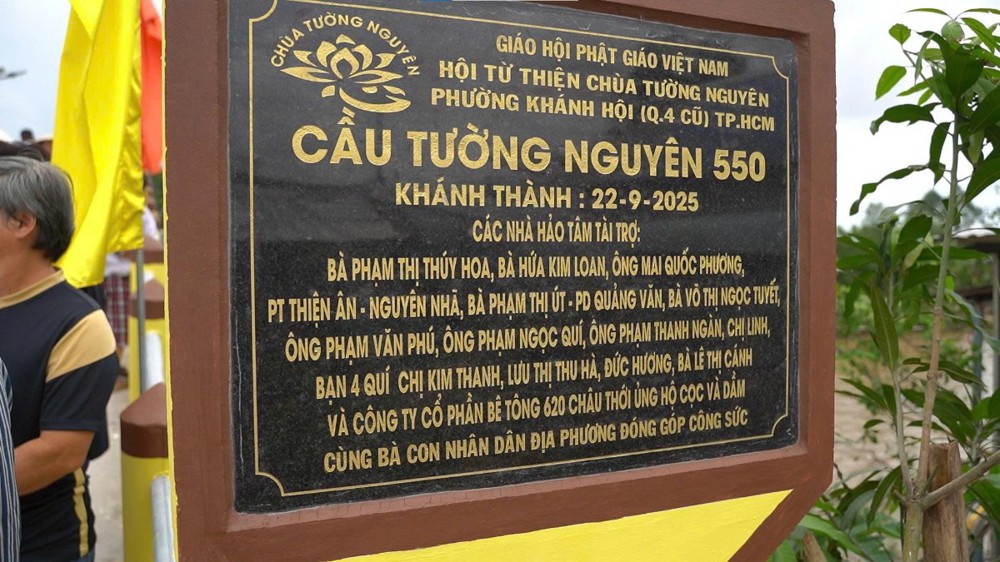 CHÙA TƯỜNG NGUYÊN
GIÁO HỘI PHẬT GIÁO VIỆT NAM
HỘI TỪ THIỆN CHÙA TƯỜNG NGUYÊN
PHƯỜNG KHÁNH HỘI (Q.4 CŨ) TP.HCM
CẦU TƯỜNG NGUYÊN 550
KHÁNH THÀNH : 22-9-2025
CÁC NHÀ HẢO TÂM TÀI TRỢ:
BÀ PHẠM THỊ THÚY HOA, BÀ HỨA KIM LOAN, ÔNG MAI QUỐC PHƯƠNG,
PT THIỆN ÂN - NGUYÊN NHÃ, BÀ PHẠM THỊ ÚT - PD QUẢNG VĂN, BÀ VÕ THỊ NGỌC TUYẾT,
ÔNG PHẠM VĂN PHÚ, ÔNG PHẠM NGỌC QUÍ, ÔNG PHẠM THANH NGÀN, CHỊ LINH,
BẠN 4 QUÍ CHỊ KIM THANH, LƯU THỊ THU HÀ, ĐỨC HƯƠNG, BÀ LÊ THỊ CÁNH
VÀ CÔNG TY CỔ PHẦN BÊ TÔNG 620 CHÂU THỚI ỦNG HỘ CỌC VÀ DẦM
CÙNG BÀ CON NHÂN DÂN ĐỊA PHƯƠNG ĐÓNG GÓP CÔNG SỨC